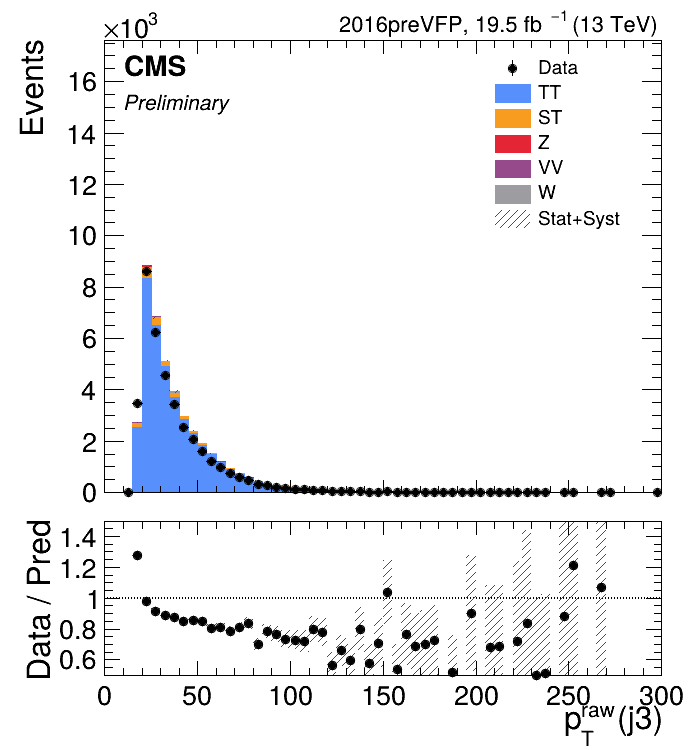 ×10³
2016preVFP, 19.5 fb ⁻¹ (13 TeV)
Events
CMS
Preliminary
Data
TT
ST
Z
VV
W
Stat+Syst
16
14
12
10
8
6
4
2
0
Data / Pred
1.4
1.2
1
0.8
0.6
0 50 100 150 200 250 300
p_T^raw(j3)